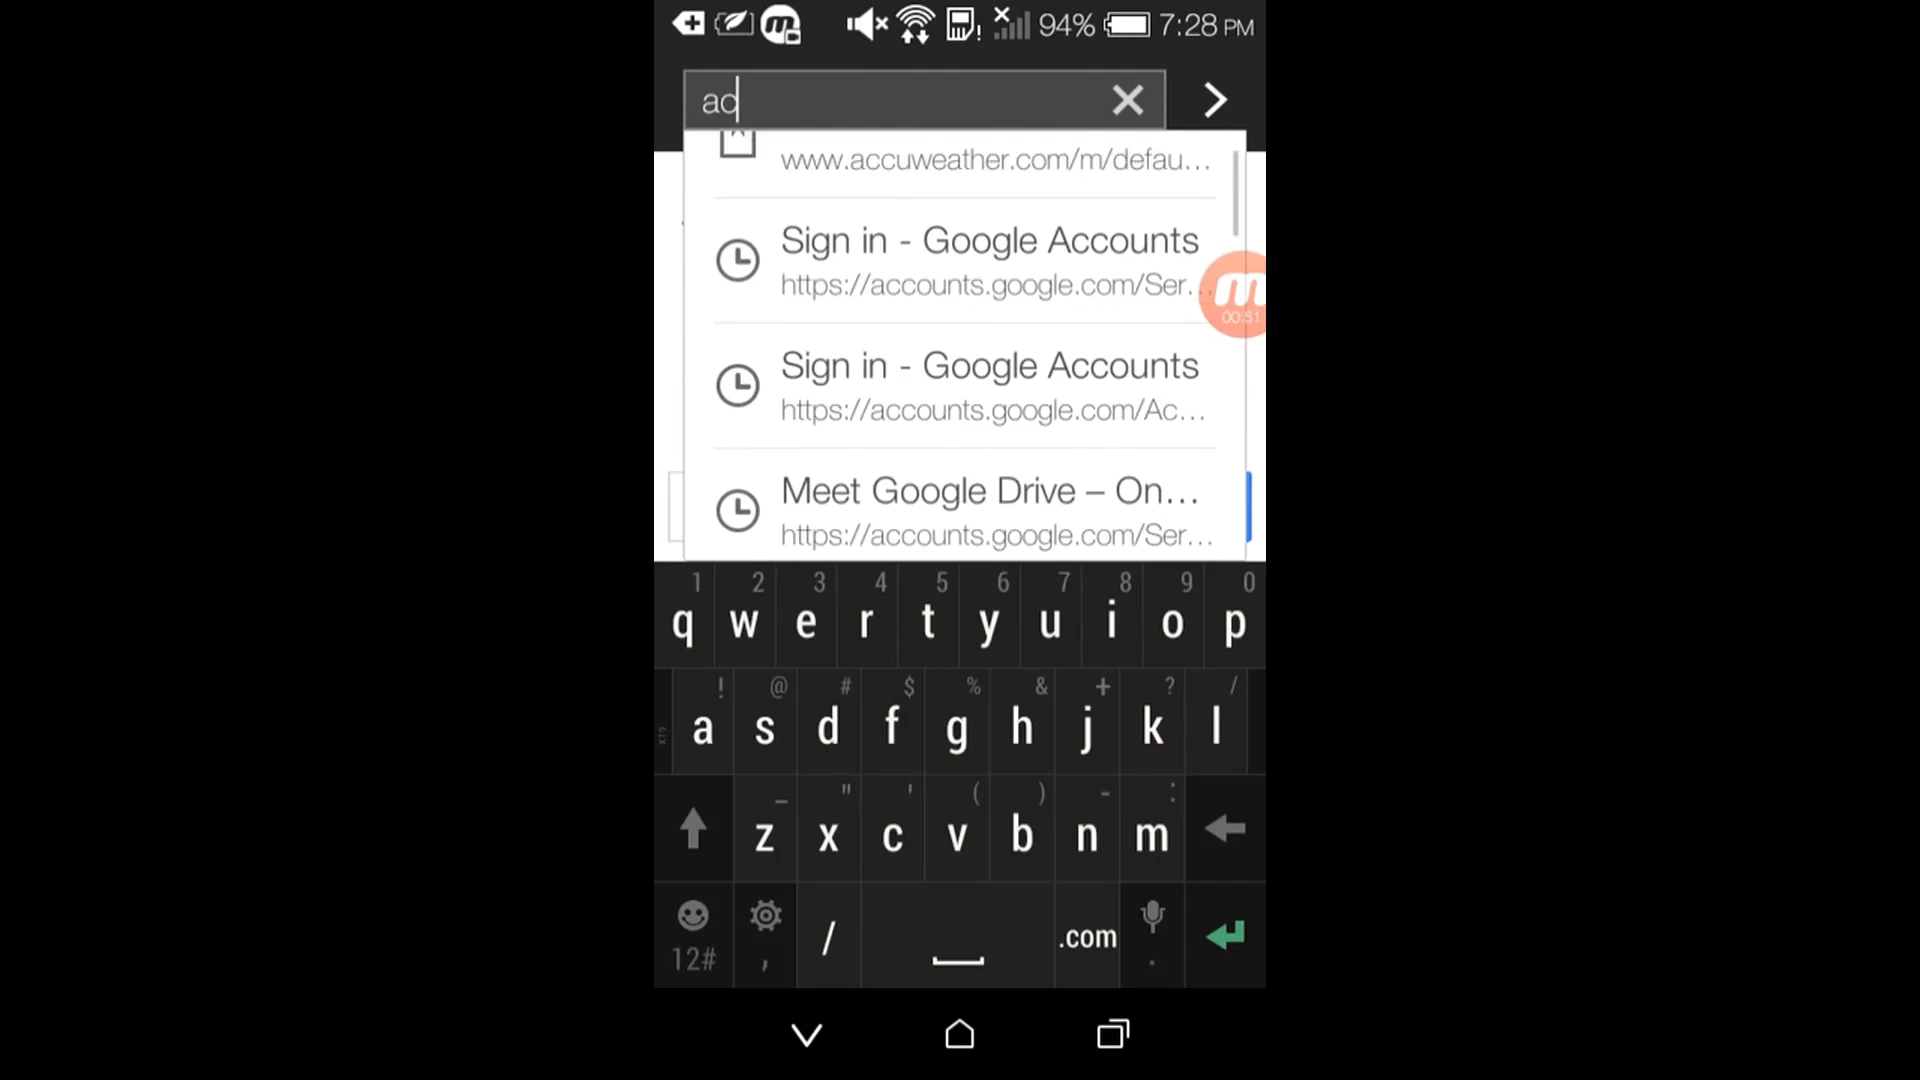 94% 7:28 PM
ac
www.accuweather.com/m/defau...
Sign in - Google Accounts
https://accounts.google.com/Ser...
m
00:51
Sign in - Google Accounts
https://accounts.google.com/Ac...
Meet Google Drive – On...
https://accounts.google.com/Ser...
1 2 3 4 5 6 7 8 9 0
q w e r t y u i o p
! @ # $ % & + ? /
a s d f g h j k l
_ " ' ( ) - :
z x c v b n m
12# , / .com .